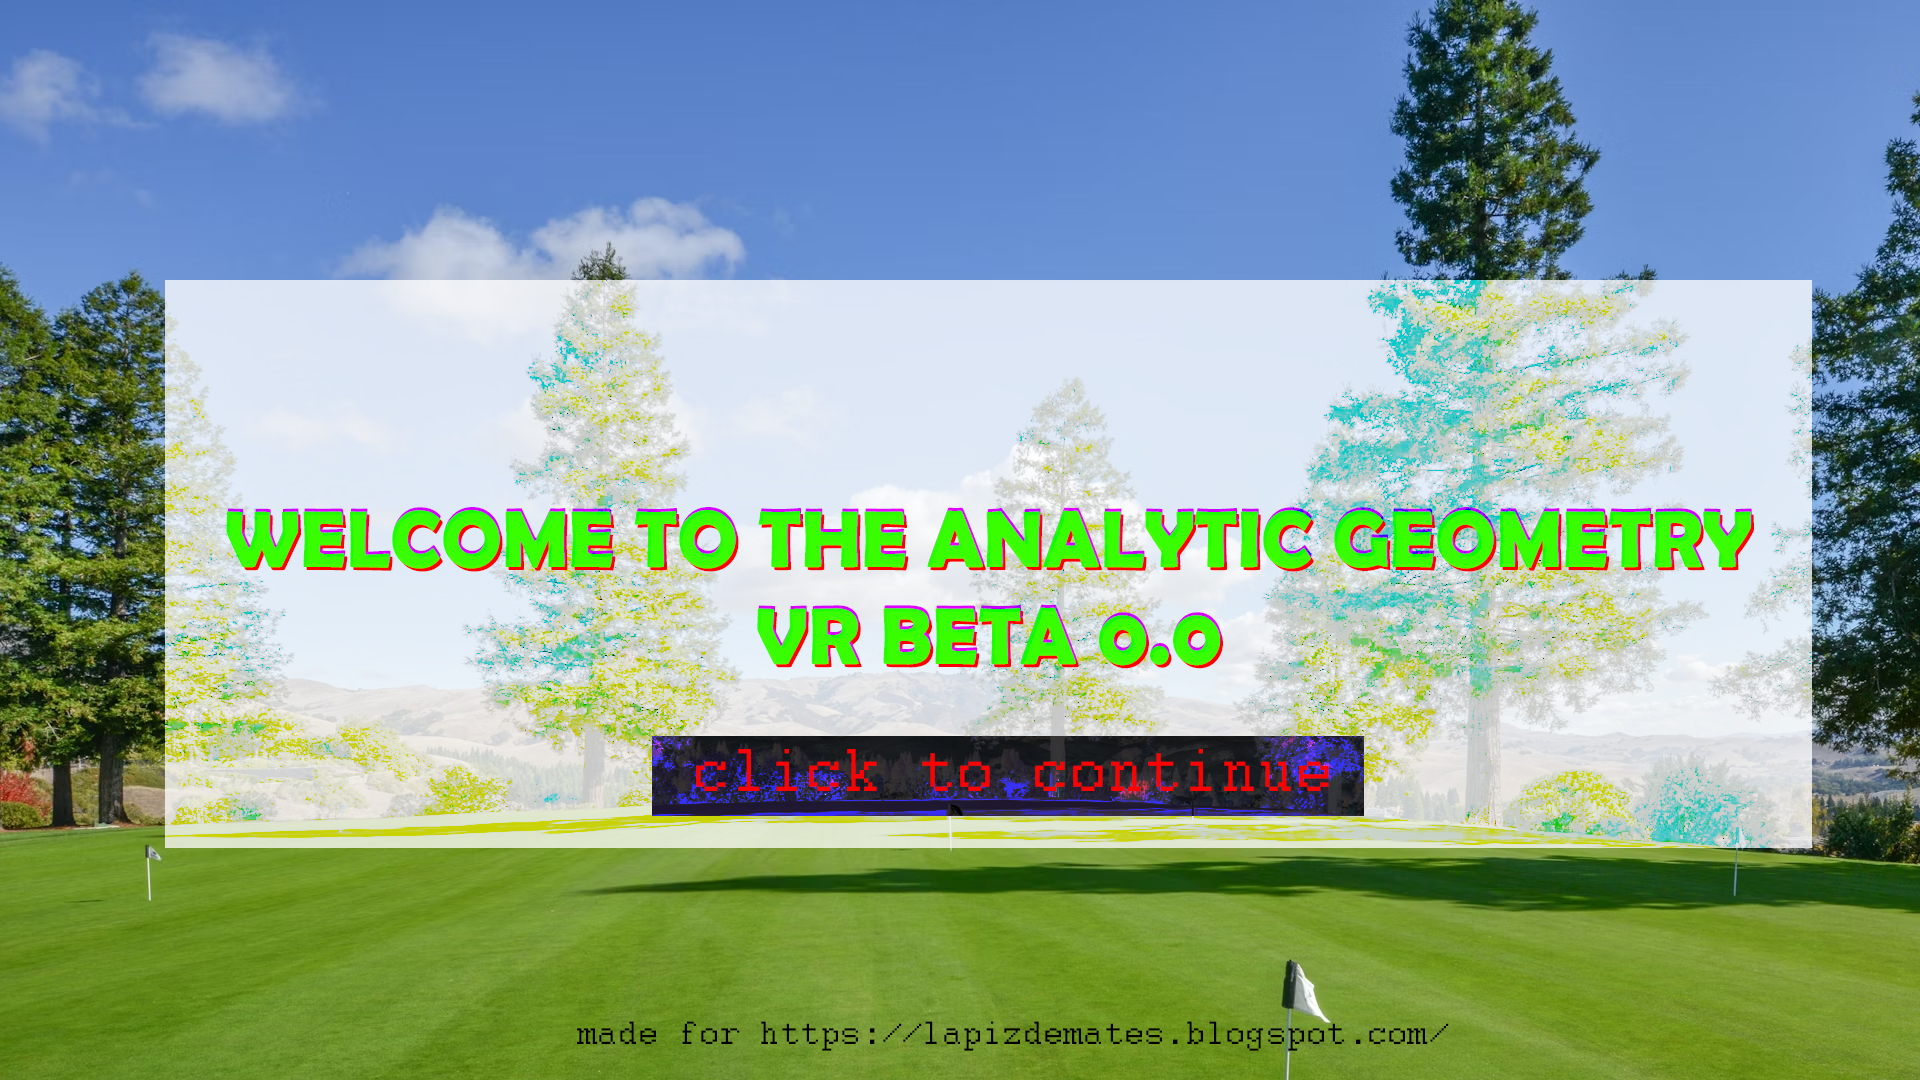 WELCOME TO THE ANALYTIC GEOMETRY
VR BETA 0.0
click to continue
made for https://lapizdemates.blogspot.com/